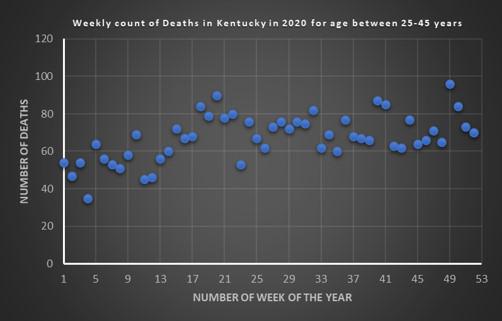 Weekly count of Deaths in Kentucky in 2020 for age between 25-45 years
120
100
80
60
40
20
0
NUMBER OF DEATHS
1 5 9 13 17 21 25 29 33 37 41 45 49 53
NUMBER OF WEEK OF THE YEAR